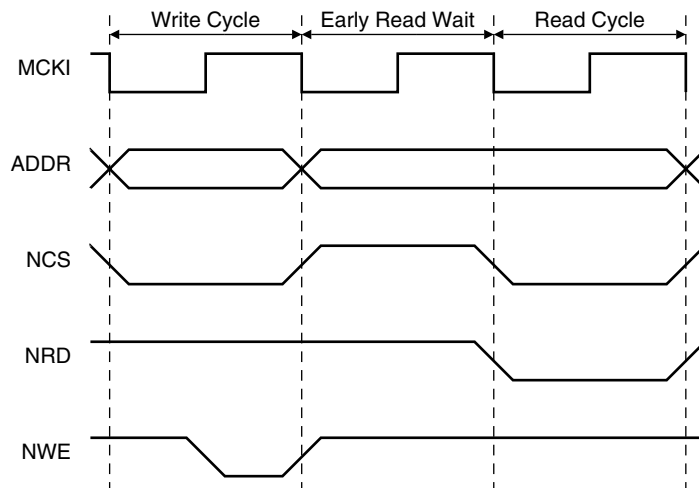 Write Cycle Early Read Wait Read Cycle
MCKI
ADDR
NCS
NRD
NWE